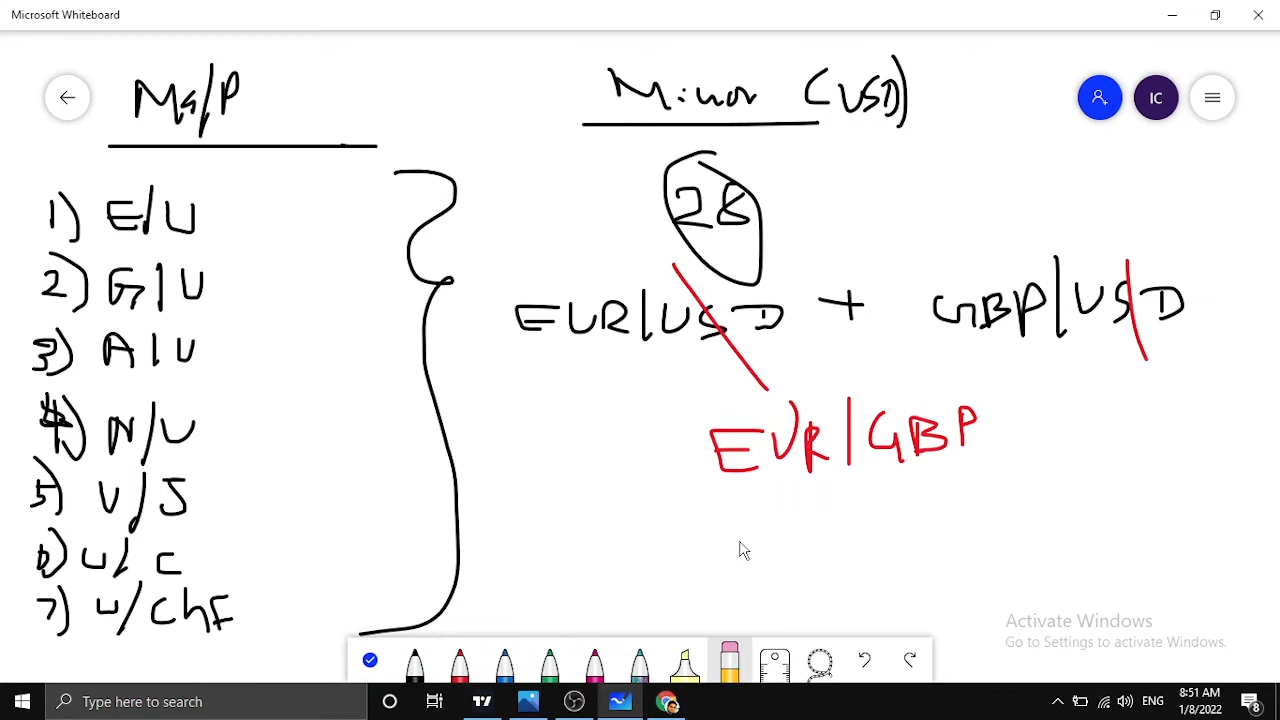 Microsoft Whiteboard
Ma/P
Minor (USD)
IC
28
1) E/U
2) G/U
3) A/U
4) N/U
5) U/J
6) U/C
7) U/ChF
EUR/USD + GBP/USD
EUR/GBP
Activate Windows
Go to Settings to activate Windows.
Type here to search
ENG
8:51 AM
1/8/2022
8